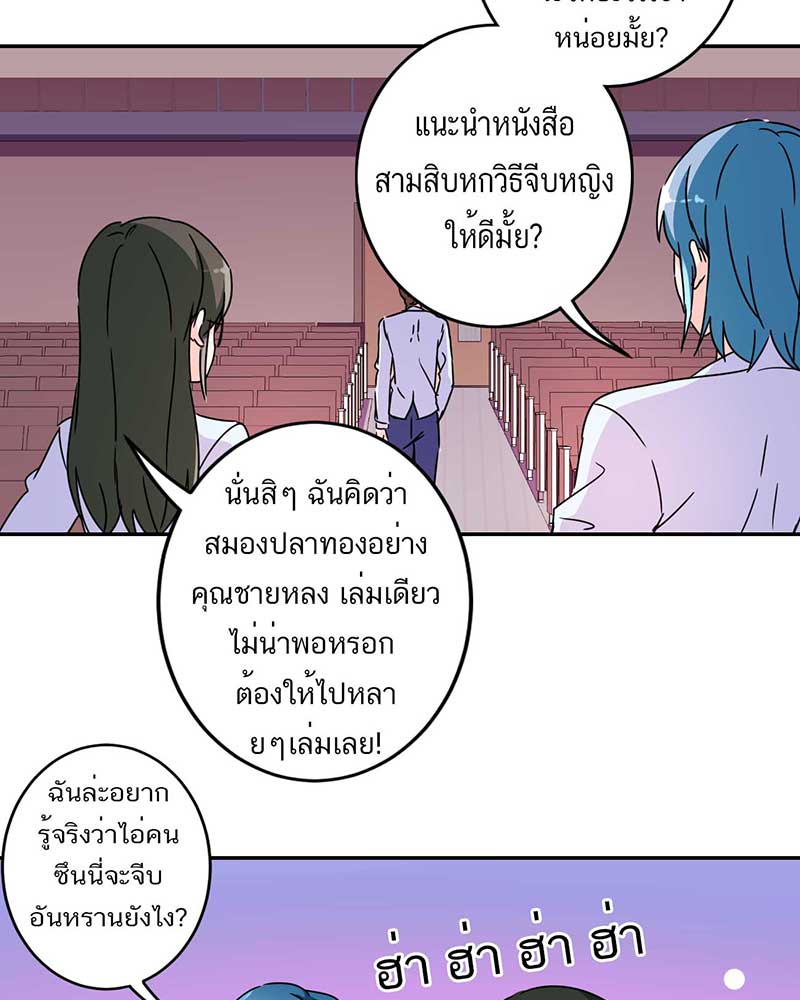 หน่อยมั้ย?
แนะนำหนังสือ
สามสิบหกวิธีจีบหญิง
ให้ดีมั้ย?
นั่นสิๆ ฉันคิดว่า
สมองปลาทองอย่าง
คุณชายหลง เล่มเดียว
ไม่น่าพอหรอก
ต้องให้ไปหลา
ยๆเล่มเลย!
ฉันล่ะอยาก
รู้จริงว่าไอ่คน
ซึนนี่จะจีบ
อันหรานยังไง?
ฮ่า ฮ่า ฮ่า ฮ่า